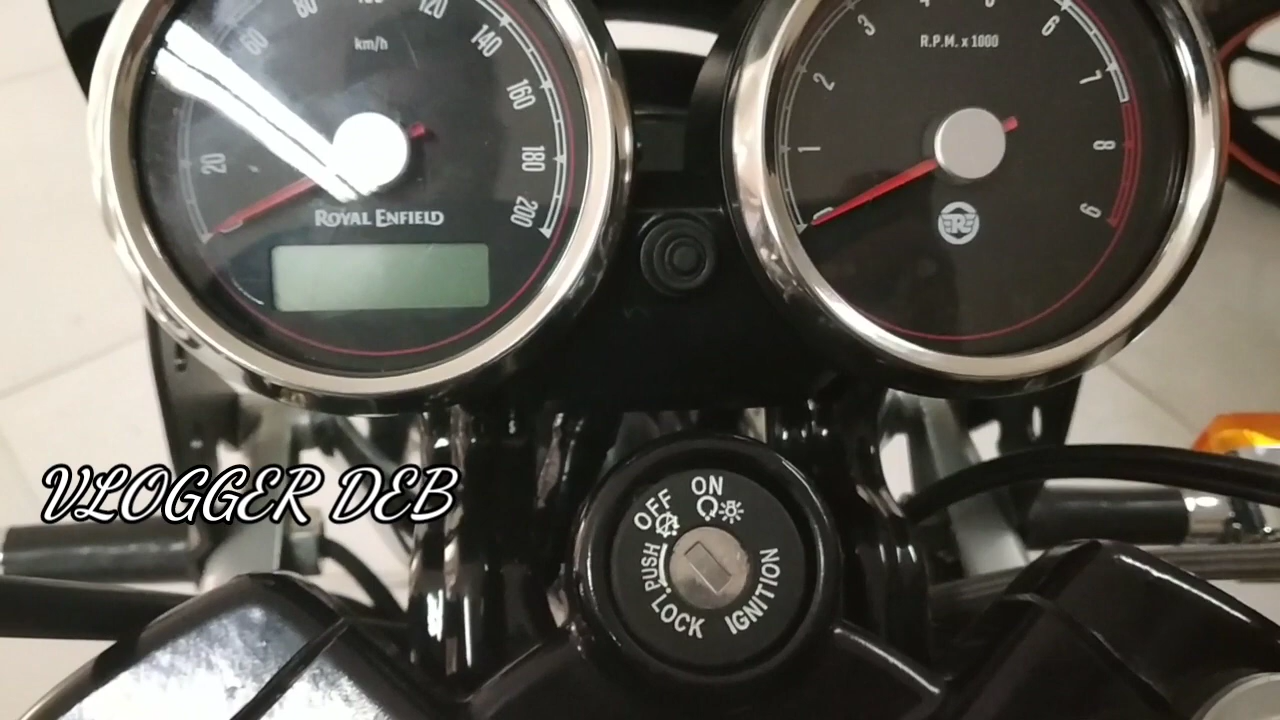 80
120
60
140
km/h
160
20
180
200
ROYAL ENFIELD
R.P.M. x 1000
3
6
2
7
1
8
0
9
R
VLOGGER DEB
OFF
ON
PUSH
LOCK
IGNITION